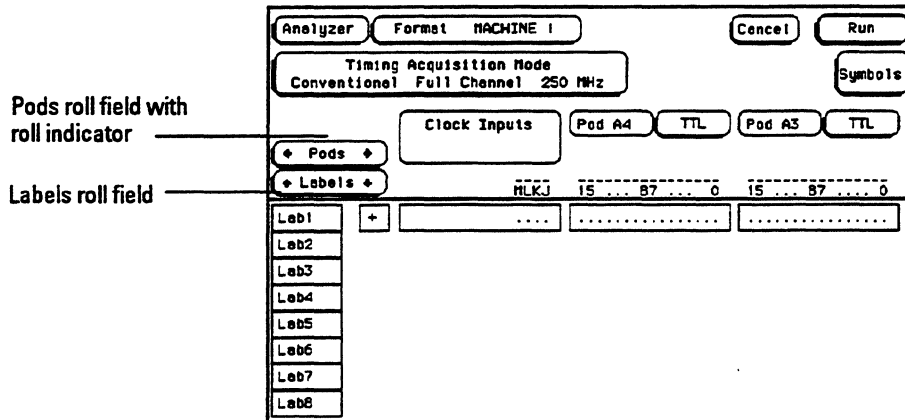 Analyzer Format MACHINE 1 Cancel Run
Timing Acquisition Mode
Conventional Full Channel 250 MHz
Symbols
Pods roll field with
roll indicator
Clock Inputs Pod A4 TTL Pod A3 TTL
← Pods →
Labels roll field
← Labels →
MLKJ 15 ... 87 ... 0 15 ... 87 .... 0
Lab1 + .... ................ ................
Lab2
Lab3
Lab4
Lab5
Lab6
Lab7
Lab8